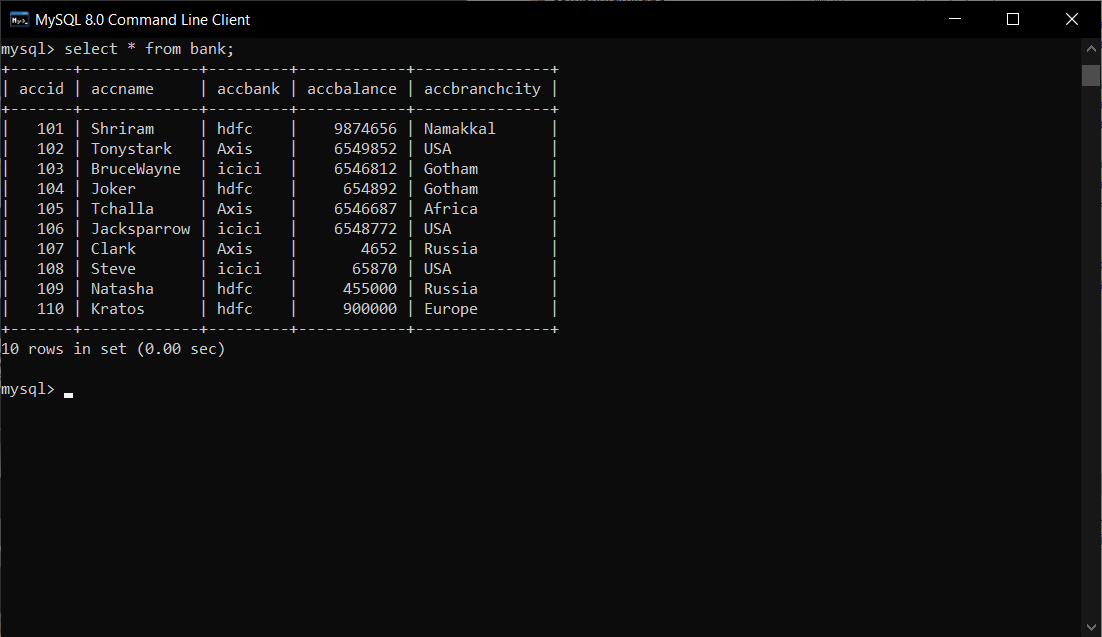 MySQL 8.0 Command Line Client
mysql> select * from bank;
+-------+-------------+---------+------------+---------------+
| accid | accname     | accbank | accbalance | accbranchcity |
+-------+-------------+---------+------------+---------------+
|   101 | Shriram     | hdfc    |    9874656 | Namakkal      |
|   102 | Tonystark   | Axis    |    6549852 | USA           |
|   103 | BruceWayne  | icici   |    6546812 | Gotham        |
|   104 | Joker       | hdfc    |     654892 | Gotham        |
|   105 | Tchalla     | Axis    |    6546687 | Africa        |
|   106 | Jacksparrow | icici   |    6548772 | USA           |
|   107 | Clark       | Axis    |       4652 | Russia        |
|   108 | Steve       | icici   |      65870 | USA           |
|   109 | Natasha     | hdfc    |     455000 | Russia        |
|   110 | Kratos      | hdfc    |     900000 | Europe        |
+-------+-------------+---------+------------+---------------+
10 rows in set (0.00 sec)
mysql>